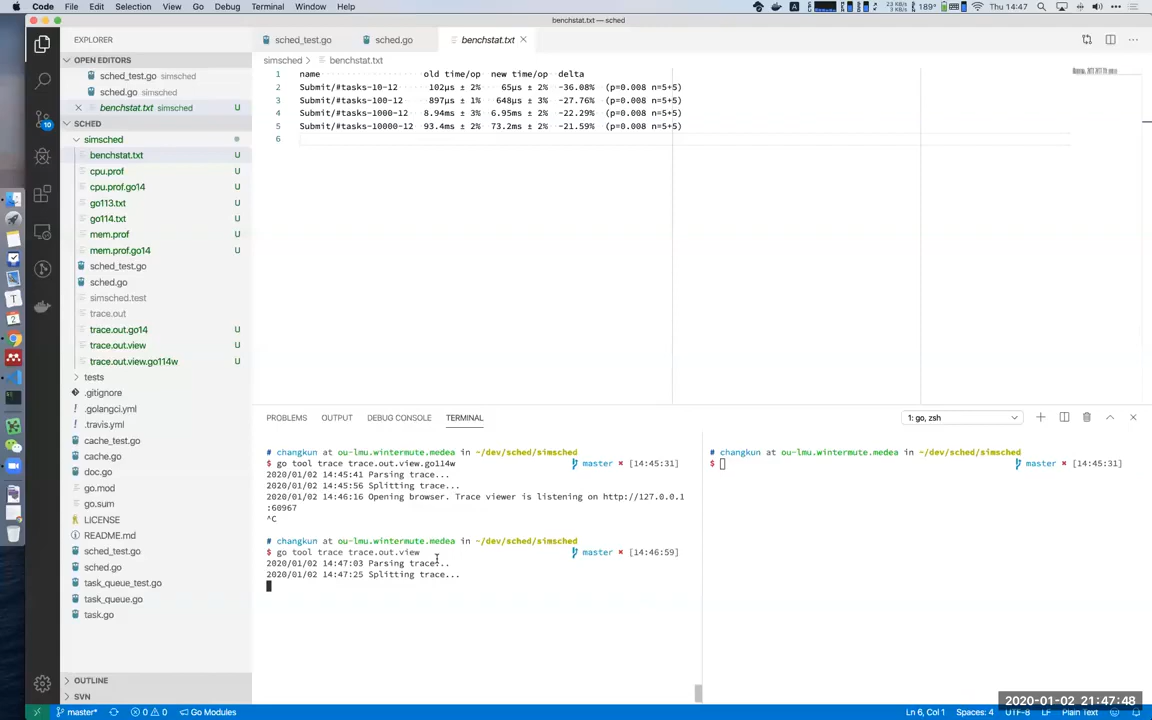 Code File Edit Selection View Go Debug Terminal Window Help
189° Thu 14:47
benchstat.txt — sched
EXPLORER
sched_test.go sched.go benchstat.txt
OPEN EDITORS
simsched > benchstat.txt
sched_test.go simsched
sched.go simsched
benchstat.txt simsched U
SCHED
simsched
benchstat.txt U
cpu.prof U
cpu.prof.go14 U
go113.txt U
go114.txt U
mem.prof U
mem.prof.go14 U
sched_test.go
sched.go
simsched.test
trace.out
trace.out.go14 U
trace.out.view U
trace.out.view.go114w U
tests
.gitignore
.golangci.yml
.travis.yml
cache_test.go
cache.go
doc.go
go.mod
go.sum
LICENSE
README.md
sched_test.go
sched.go
task_queue_test.go
task_queue.go
task.go
OUTLINE
SVN
1 name old time/op new time/op delta
2 Submit/#tasks-10-12 102µs ± 2% 65µs ± 2% -36.08% (p=0.008 n=5+5)
3 Submit/#tasks-100-12 897µs ± 1% 648µs ± 3% -27.76% (p=0.008 n=5+5)
4 Submit/#tasks-1000-12 8.94ms ± 3% 6.95ms ± 2% -22.29% (p=0.008 n=5+5)
5 Submit/#tasks-10000-12 93.4ms ± 2% 73.2ms ± 2% -21.59% (p=0.008 n=5+5)
6
PROBLEMS OUTPUT DEBUG CONSOLE TERMINAL 1: go, zsh
# changkun at ou-lmu.wintermute.medea in ~/dev/sched/simsched
$ go tool trace trace.out.view.go114w master × [14:45:31]
2020/01/02 14:45:41 Parsing trace...
2020/01/02 14:45:56 Splitting trace...
2020/01/02 14:46:16 Opening browser. Trace viewer is listening on http://127.0.0.1
:60967
^C
# changkun at ou-lmu.wintermute.medea in ~/dev/sched/simsched
$ go tool trace trace.out.view master × [14:46:59]
2020/01/02 14:47:03 Parsing trace...
2020/01/02 14:47:25 Splitting trace...
# changkun at ou-lmu.wintermute.medea in ~/dev/sched/simsched
$ master × [14:45:31]
2020-01-02 21:47:48
master* 0 0 Go Modules Ln 6, Col 1 Spaces: 4 UTF-8 LF Plain Text